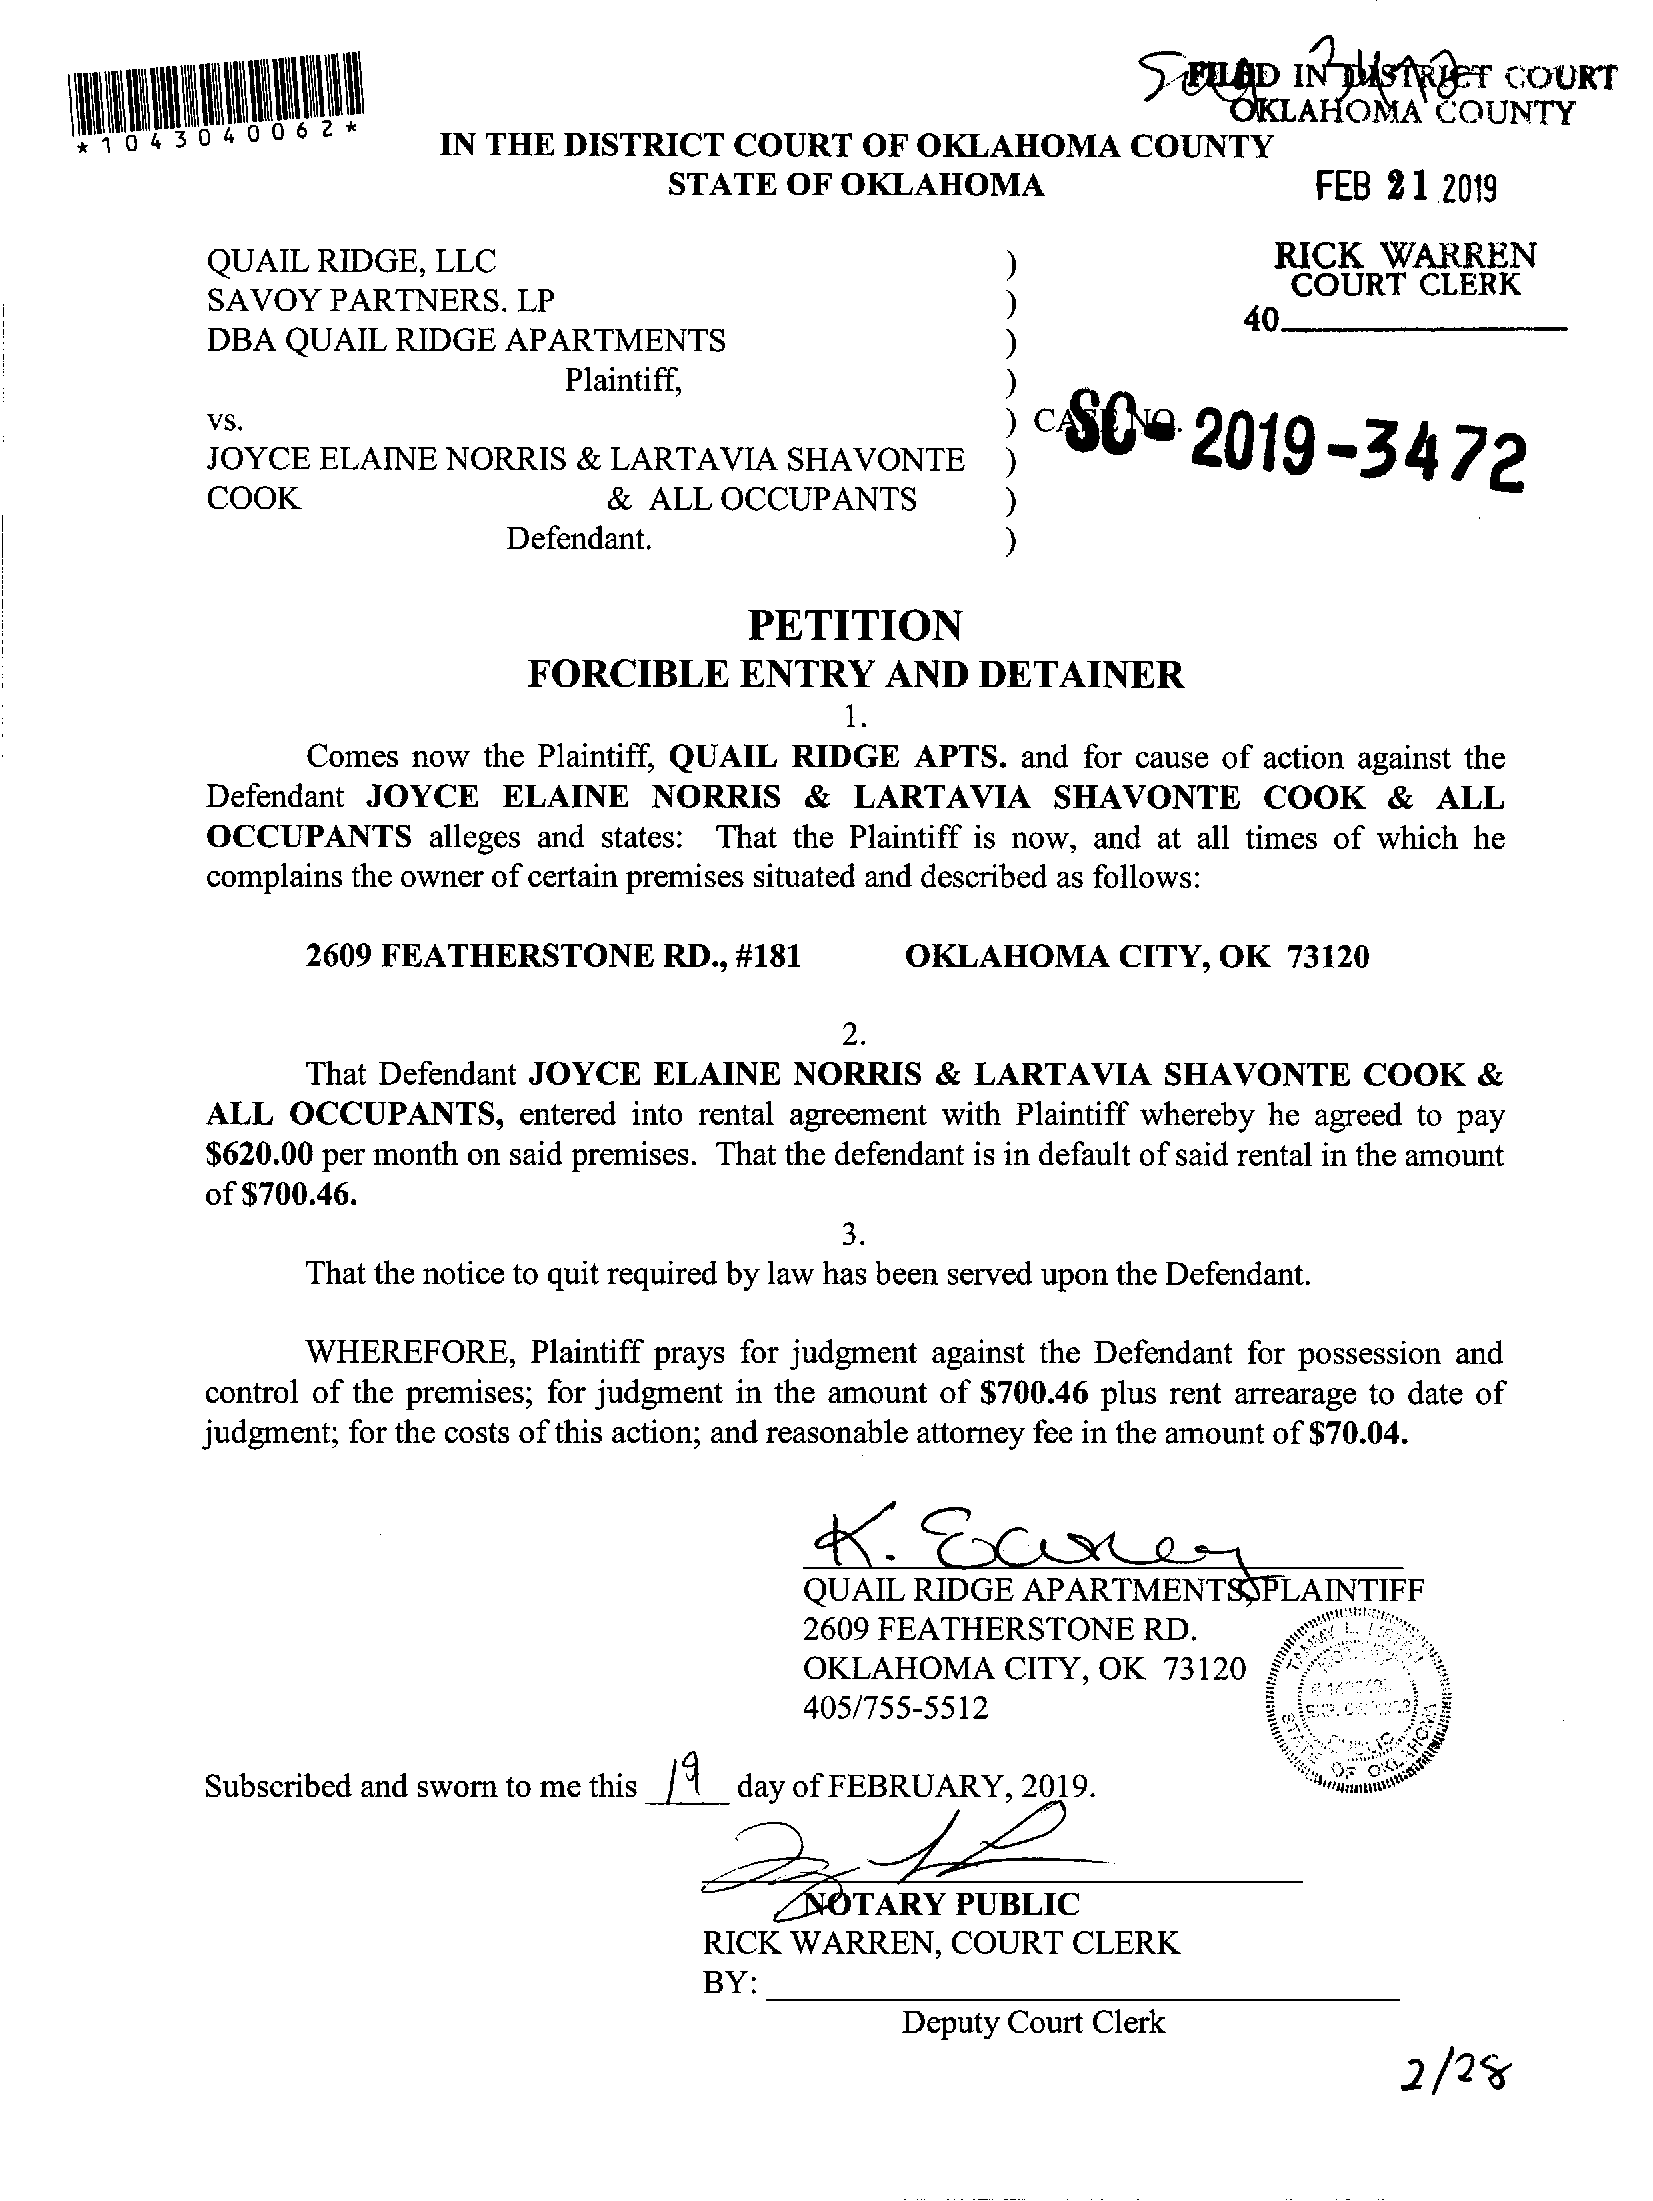 *1043040062*
FILED IN DISTRICT COURT
OKLAHOMA COUNTY
IN THE DISTRICT COURT OF OKLAHOMA COUNTY
STATE OF OKLAHOMA
FEB 21 2019
QUAIL RIDGE, LLC )
SAVOY PARTNERS. LP )
DBA QUAIL RIDGE APARTMENTS )
Plaintiff, )
RICK WARREN
COURT CLERK
40
vs. ) CASE NO. SC-2019-3472
JOYCE ELAINE NORRIS & LARTAVIA SHAVONTE )
COOK & ALL OCCUPANTS )
Defendant. )
PETITION
FORCIBLE ENTRY AND DETAINER
1.
Comes now the Plaintiff, QUAIL RIDGE APTS. and for cause of action against the
Defendant JOYCE ELAINE NORRIS & LARTAVIA SHAVONTE COOK & ALL
OCCUPANTS alleges and states: That the Plaintiff is now, and at all times of which he
complains the owner of certain premises situated and described as follows:
2609 FEATHERSTONE RD., #181 OKLAHOMA CITY, OK 73120
2.
That Defendant JOYCE ELAINE NORRIS & LARTAVIA SHAVONTE COOK &
ALL OCCUPANTS, entered into rental agreement with Plaintiff whereby he agreed to pay
$620.00 per month on said premises. That the defendant is in default of said rental in the amount
of $700.46.
3.
That the notice to quit required by law has been served upon the Defendant.
WHEREFORE, Plaintiff prays for judgment against the Defendant for possession and
control of the premises; for judgment in the amount of $700.46 plus rent arrearage to date of
judgment; for the costs of this action; and reasonable attorney fee in the amount of $70.04.
K.
QUAIL RIDGE APARTMENTS, PLAINTIFF
2609 FEATHERSTONE RD.
OKLAHOMA CITY, OK 73120
405/755-5512
STATE OF OKLAHOMA
PUBLIC
Subscribed and sworn to me this 19 day of FEBRUARY, 2019.
NOTARY PUBLIC
RICK WARREN, COURT CLERK
BY:
Deputy Court Clerk
2/28